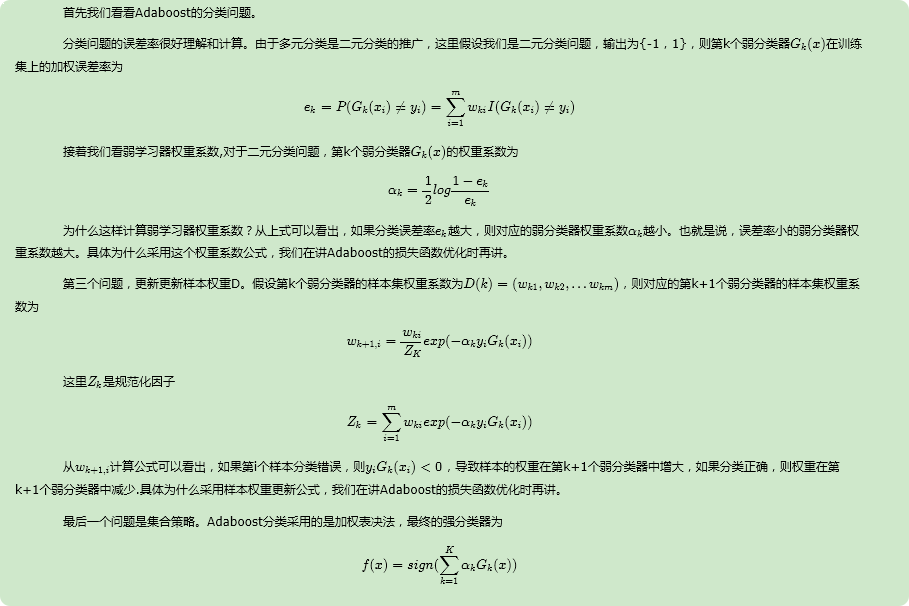 首先我们看看Adaboost的分类问题。
分类问题的误差率很好理解和计算。由于多元分类是二元分类的推广，这里假设我们是二元分类问题，输出为{-1，1}，则第k个弱分类器G_k(x)在训练
集上的加权误差率为
e_k = P(G_k(x_i) ≠ y_i) = \sum_{i=1}^{m} w_{ki} I(G_k(x_i) ≠ y_i)
接着我们看弱学习器权重系数,对于二元分类问题，第k个弱分类器G_k(x)的权重系数为
α_k = \frac{1}{2} log \frac{1 − e_k}{e_k}
为什么这样计算弱学习器权重系数？从上式可以看出，如果分类误差率e_k越大，则对应的弱分类器权重系数α_k越小。也就是说，误差率小的弱分类器权
重系数越大。具体为什么采用这个权重系数公式，我们在讲Adaboost的损失函数优化时再讲。
第三个问题，更新更新样本权重D。假设第k个弱分类器的样本集权重系数为D(k) = (w_{k1}, w_{k2}, ... w_{km})，则对应的第k+1个弱分类器的样本集权重系
数为
w_{k+1,i} = \frac{w_{ki}}{Z_K} exp(−α_k y_i G_k(x_i))
这里Z_k是规范化因子
Z_k = \sum_{i=1}^{m} w_{ki} exp(−α_k y_i G_k(x_i))
从w_{k+1,i}计算公式可以看出，如果第i个样本分类错误，则y_i G_k(x_i) < 0，导致样本的权重在第k+1个弱分类器中增大，如果分类正确，则权重在第
k+1个弱分类器中减少.具体为什么采用样本权重更新公式，我们在讲Adaboost的损失函数优化时再讲。
最后一个问题是集合策略。Adaboost分类采用的是加权表决法，最终的强分类器为
f(x) = sign(\sum_{k=1}^{K} α_k G_k(x))